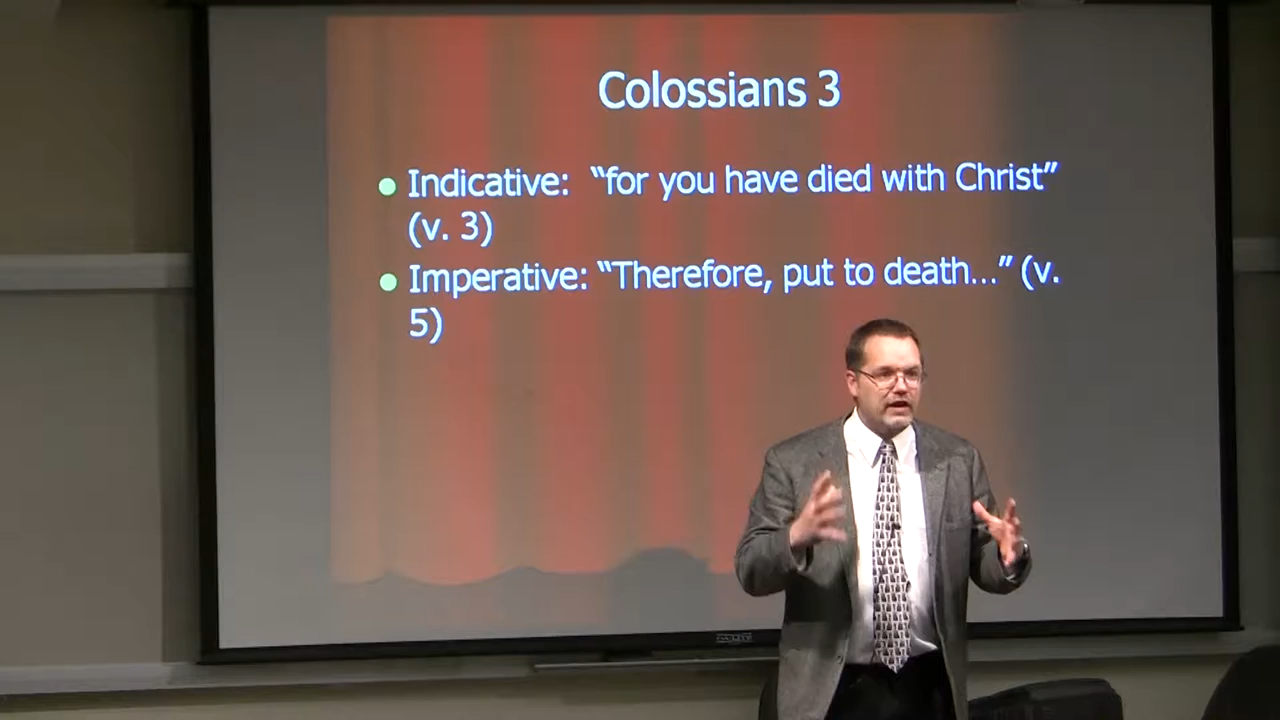 Colossians 3
Indicative: “for you have died with Christ”
(v. 3)
Imperative: “Therefore, put to death…” (v.
5)